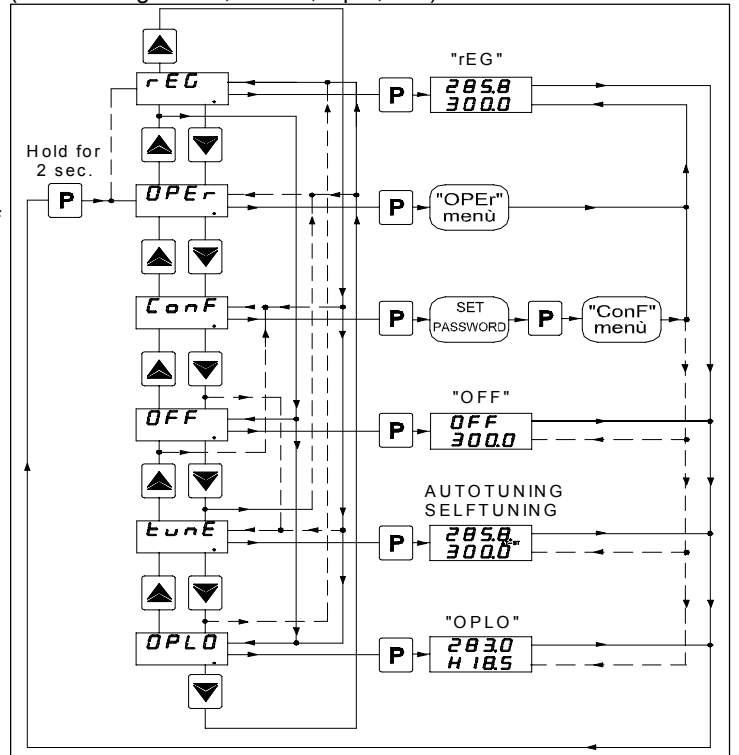 "rEG"
rEG.
P
285.8
300.0
Hold for
2 sec.
P
OPEr.
P
"OPEr"
menù
ConF.
P
SET
PASSWORD
P
"ConF"
menù
"OFF"
OFF.
P
OFF
300.0
AUTOTUNING
SELFTUNING
tunE.
P
285.8
300.0
"OPLO"
OPLO.
P
283.0
H 18.5